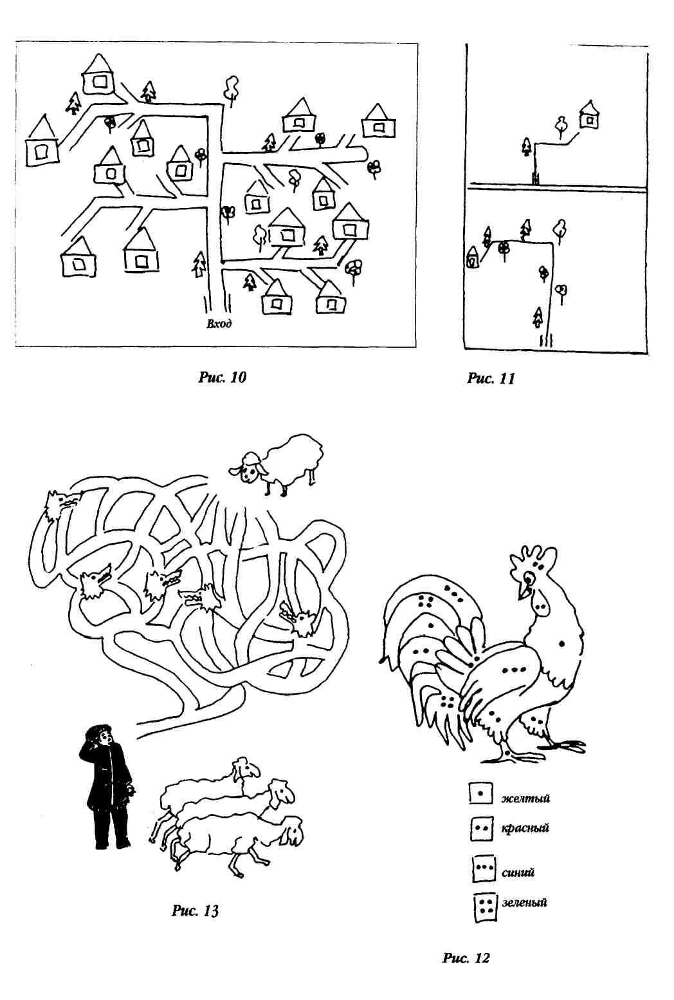 Вход
Рис. 10
Рис. 11
желтый
красный
синий
зеленый
Рис. 13
Рис. 12